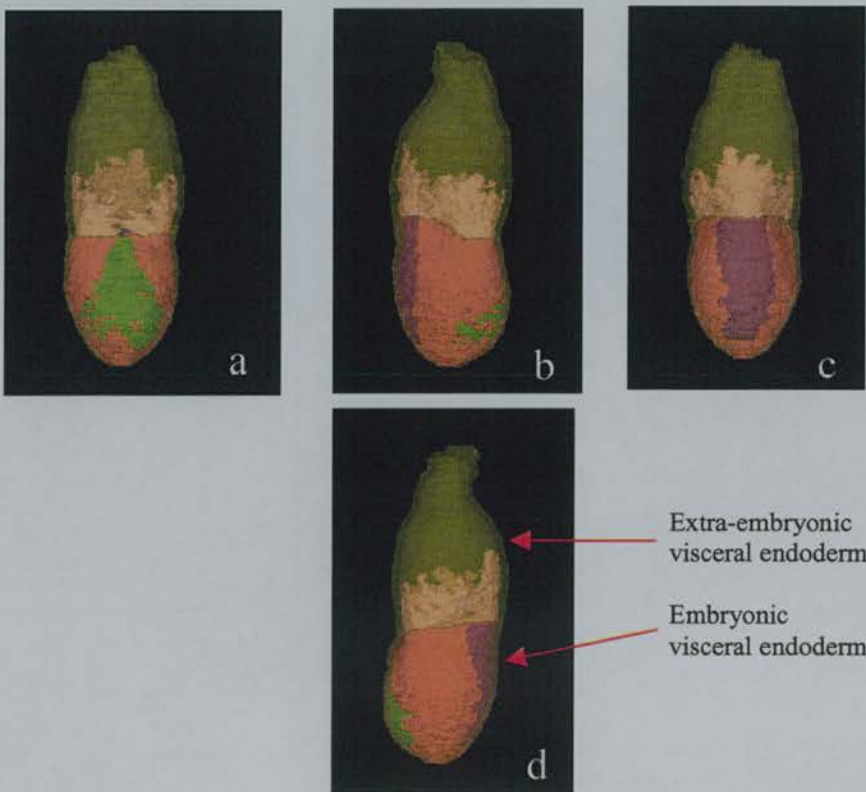 a
b
c
d
Extra-embryonic
visceral endoderm
Embryonic
visceral endoderm